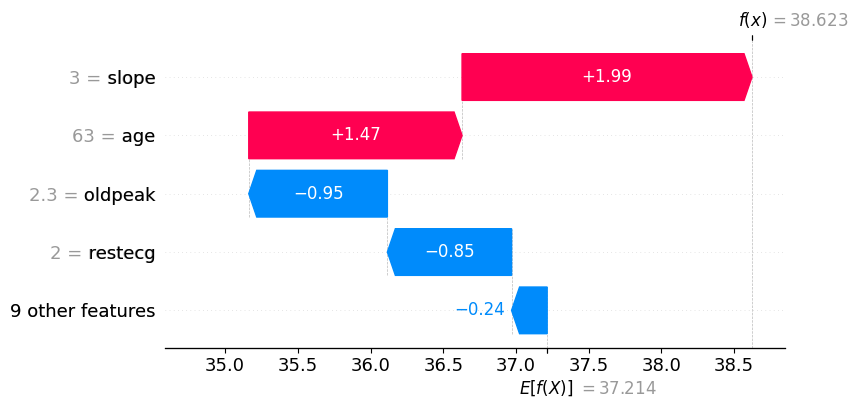 f(x) = 38.623
3 = slope
+1.99
63 = age
+1.47
2.3 = oldpeak
−0.95
2 = restecg
−0.85
9 other features
−0.24
35.0 35.5 36.0 36.5 37.0 37.5 38.0 38.5
E[f(X)] = 37.214